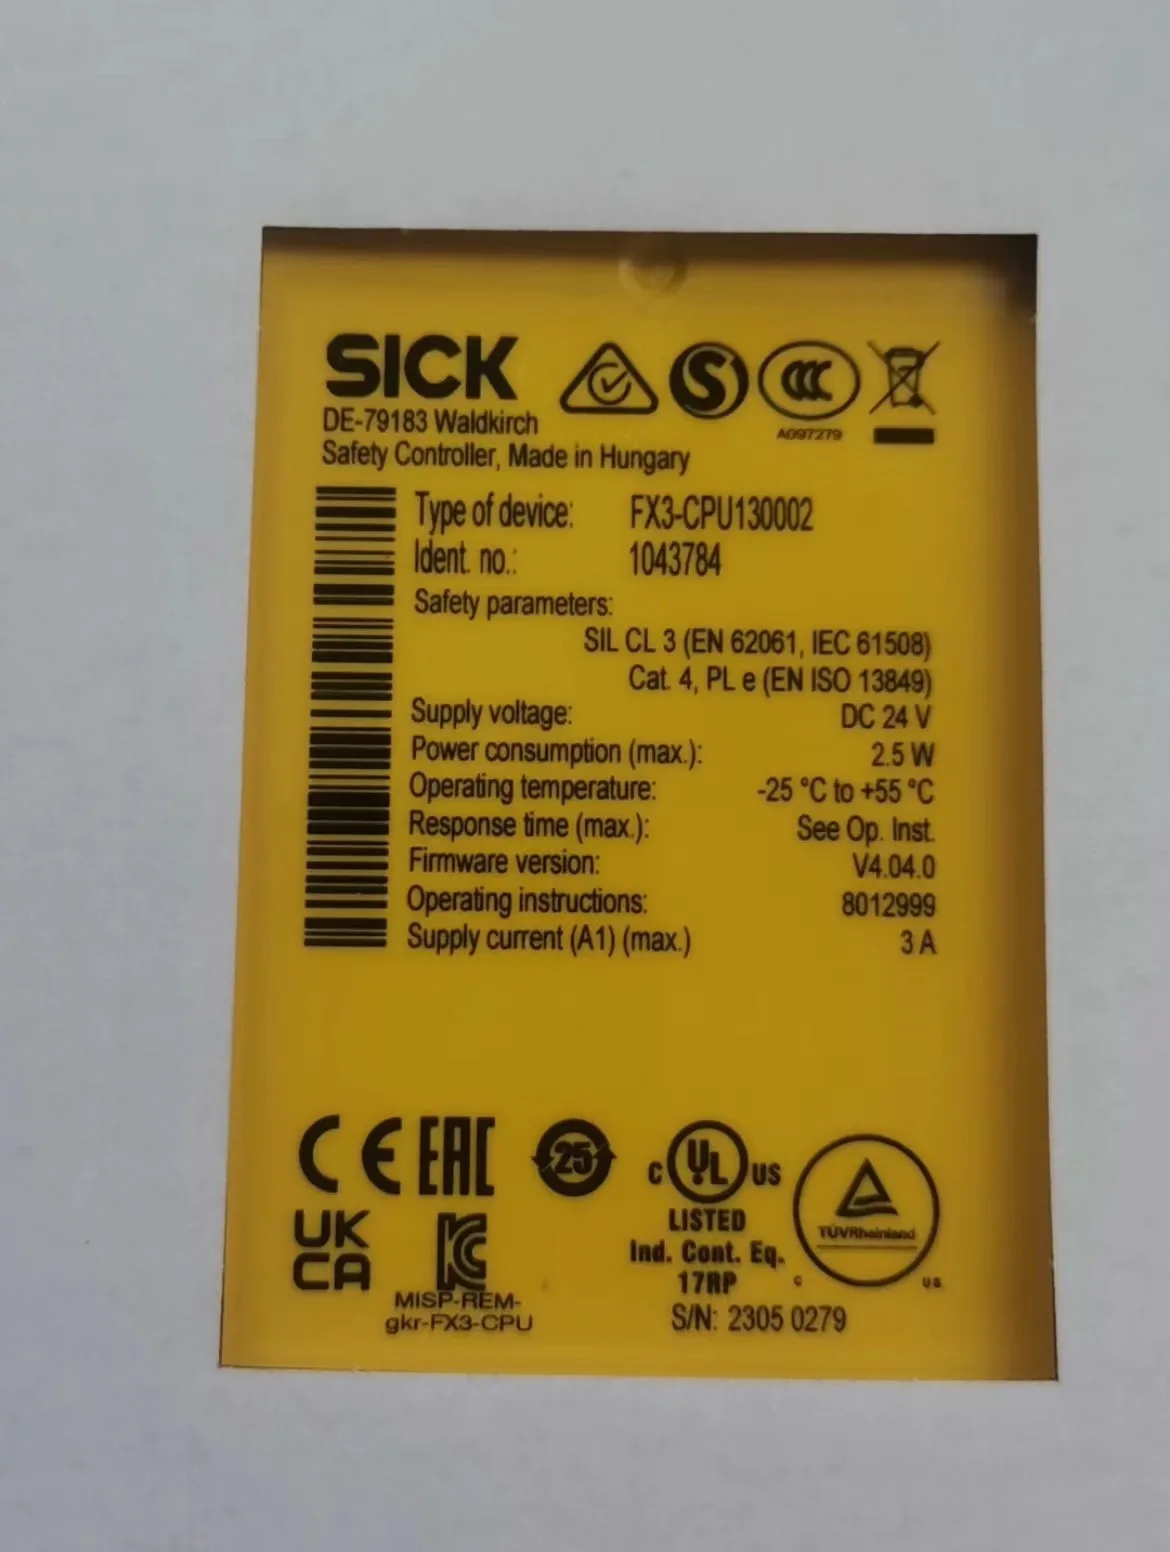 SICK
DE-79183 Waldkirch
Safety Controller, Made in Hungary
A097279
Type of device: FX3-CPU130002
Ident. no.: 1043784
Safety parameters:
SIL CL 3 (EN 62061, IEC 61508)
Cat. 4, PL e (EN ISO 13849)
Supply voltage: DC 24 V
Power consumption (max.): 2.5 W
Operating temperature: -25 °C to +55 °C
Response time (max.): See Op. Inst.
Firmware version: V4.04.0
Operating instructions: 8012999
Supply current (A1) (max.) 3 A
CE EAC 25 C UL US
LISTED
Ind. Cont. Eq.
17RP
TÜVRheinland
C US
UK
CA
KC
MISP-REM-
gkr-FX3-CPU
S/N: 2305 0279